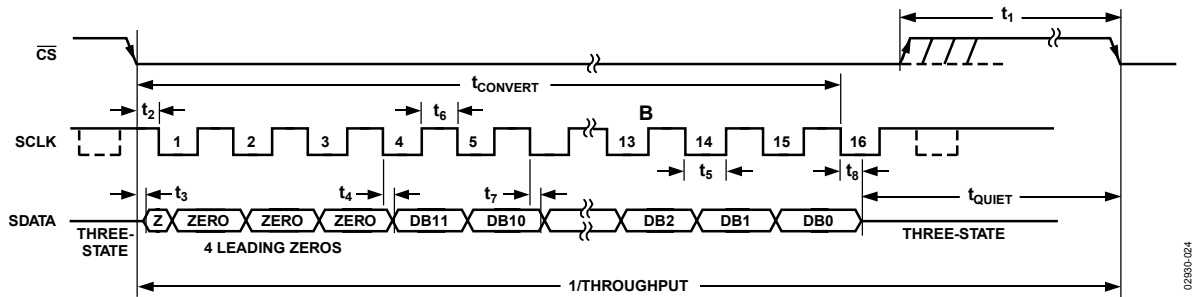 t1
CS
tCONVERT
t2
t6
B
SCLK
1 2 3 4 5 13 14 15 16
t5
t8
t3
t4
t7
tQUIET
SDATA
Z ZERO ZERO ZERO DB11 DB10 DB2 DB1 DB0
THREE-
STATE
4 LEADING ZEROS
THREE-STATE
1/THROUGHPUT
02930-024